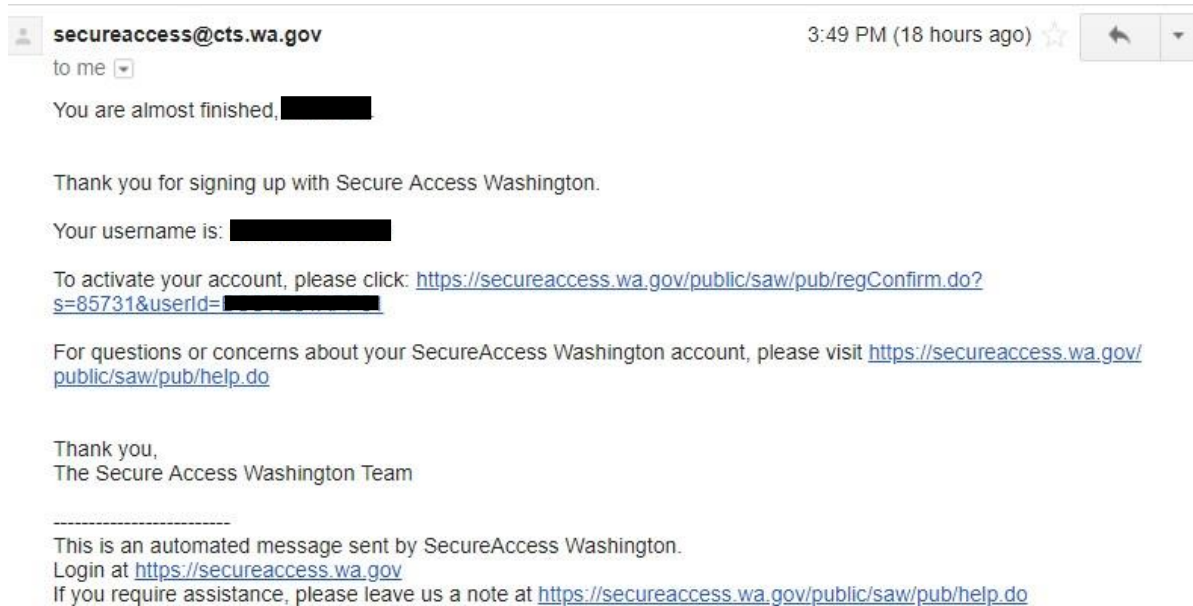 secureaccess@cts.wa.gov 3:49 PM (18 hours ago)
to me
You are almost finished,
Thank you for signing up with Secure Access Washington.
Your username is:
To activate your account, please click: https://secureaccess.wa.gov/public/saw/pub/regConfirm.do?
s=85731&userId=
For questions or concerns about your SecureAccess Washington account, please visit https://secureaccess.wa.gov/
public/saw/pub/help.do
Thank you,
The Secure Access Washington Team
-------------------------
This is an automated message sent by SecureAccess Washington.
Login at https://secureaccess.wa.gov
If you require assistance, please leave us a note at https://secureaccess.wa.gov/public/saw/pub/help.do